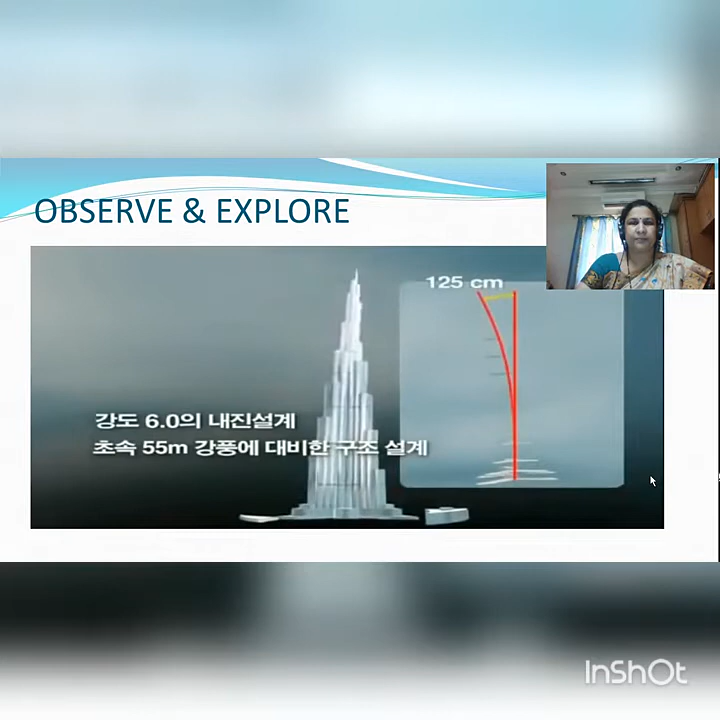 OBSERVE & EXPLORE
125 cm
강도 6.0의 내진설계
초속 55m 강풍에 대비한 구조 설계
InShOt